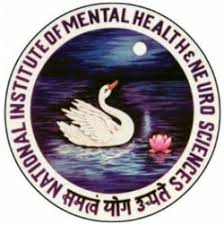 NATIONAL INSTITUTE OF MENTAL HEALTH & NEURO SCIENCES
समत्वं योग उच्यते